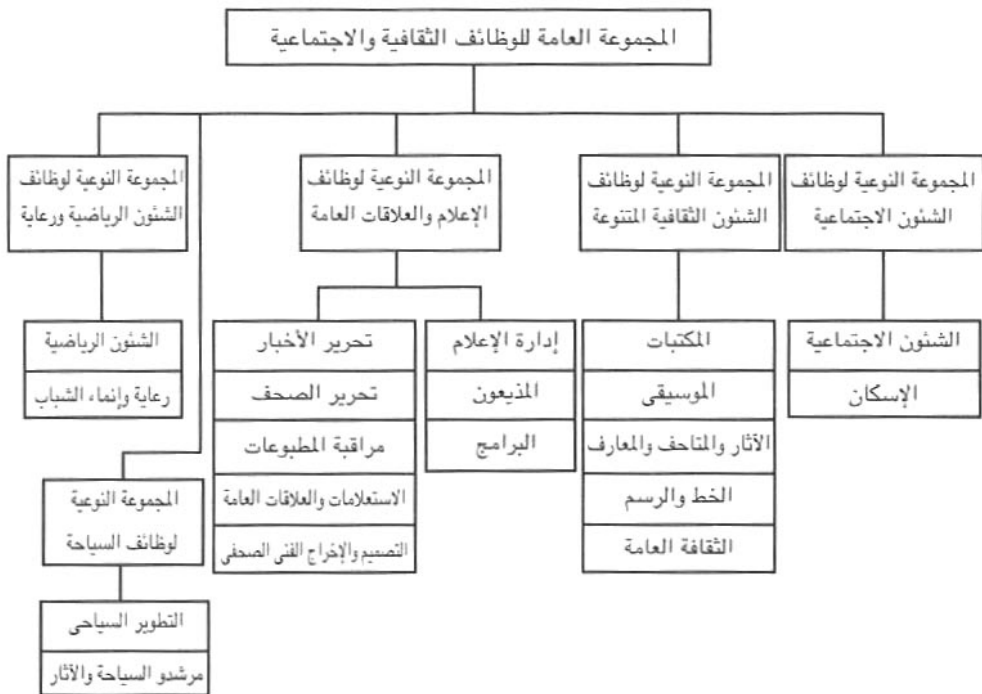 المجموعة العامة للوظائف الثقافية والاجتماعية
المجموعة النوعية لوظائف
الشئون الاجتماعية
الشئون الاجتماعية
الإسكان
المجموعة النوعية لوظائف
الشئون الثقافية المتنوعة
المكتبات
الموسيقى
الآثار والمتاحف والمعارف
الخط والرسم
الثقافة العامة
المجموعة النوعية لوظائف
الإعلام والعلاقات العامة
إدارة الإعلام
المذيعون
البرامج
تحرير الأخبار
تحرير الصحف
مراقبة المطبوعات
الاستعلامات والعلاقات العامة
التصميم والإخراج الفنى الصحفى
المجموعة النوعية لوظائف
الشئون الرياضية ورعاية
الشئون الرياضية
رعاية وإنماء الشباب
المجموعة النوعية
لوظائف السياحة
التطوير السياحى
مرشدو السياحة والآثار